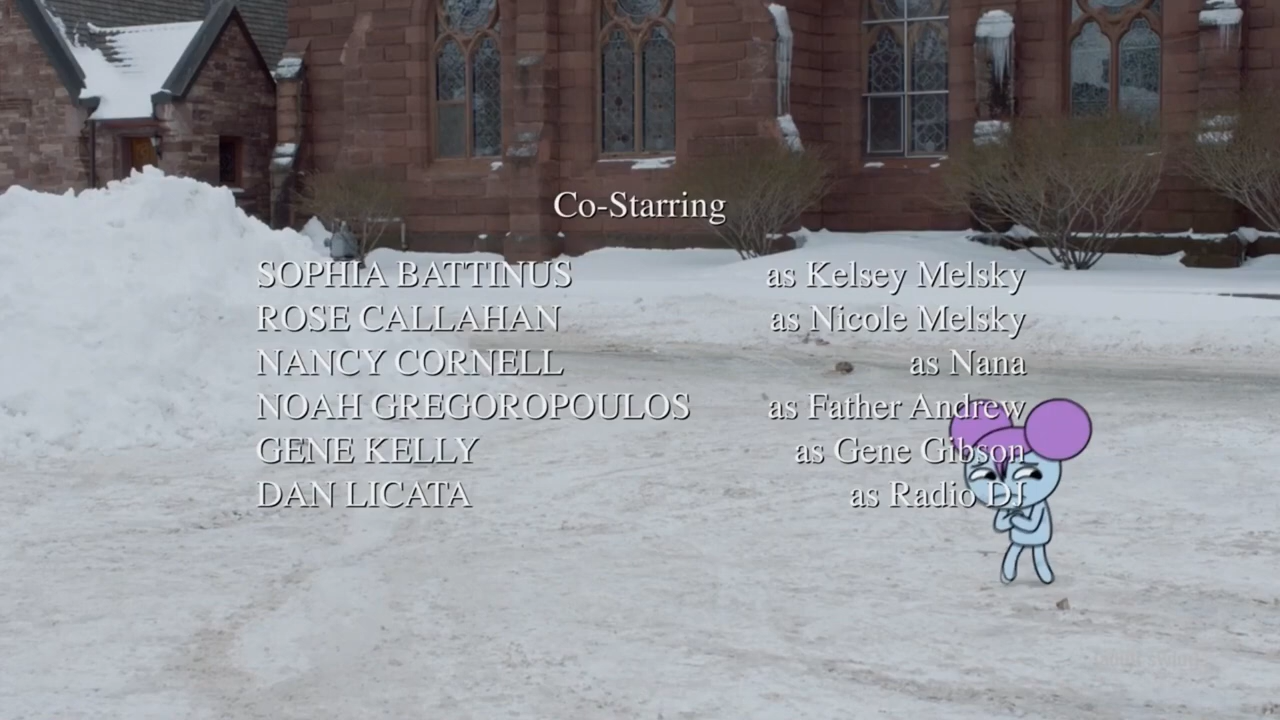 Co-Starring
SOPHIA BATTINUS as Kelsey Melsky
ROSE CALLAHAN as Nicole Melsky
NANCY CORNELL as Nana
NOAH GREGOROPOULOS as Father Andrew
GENE KELLY as Gene Gibson
DAN LICATA as Radio DJ